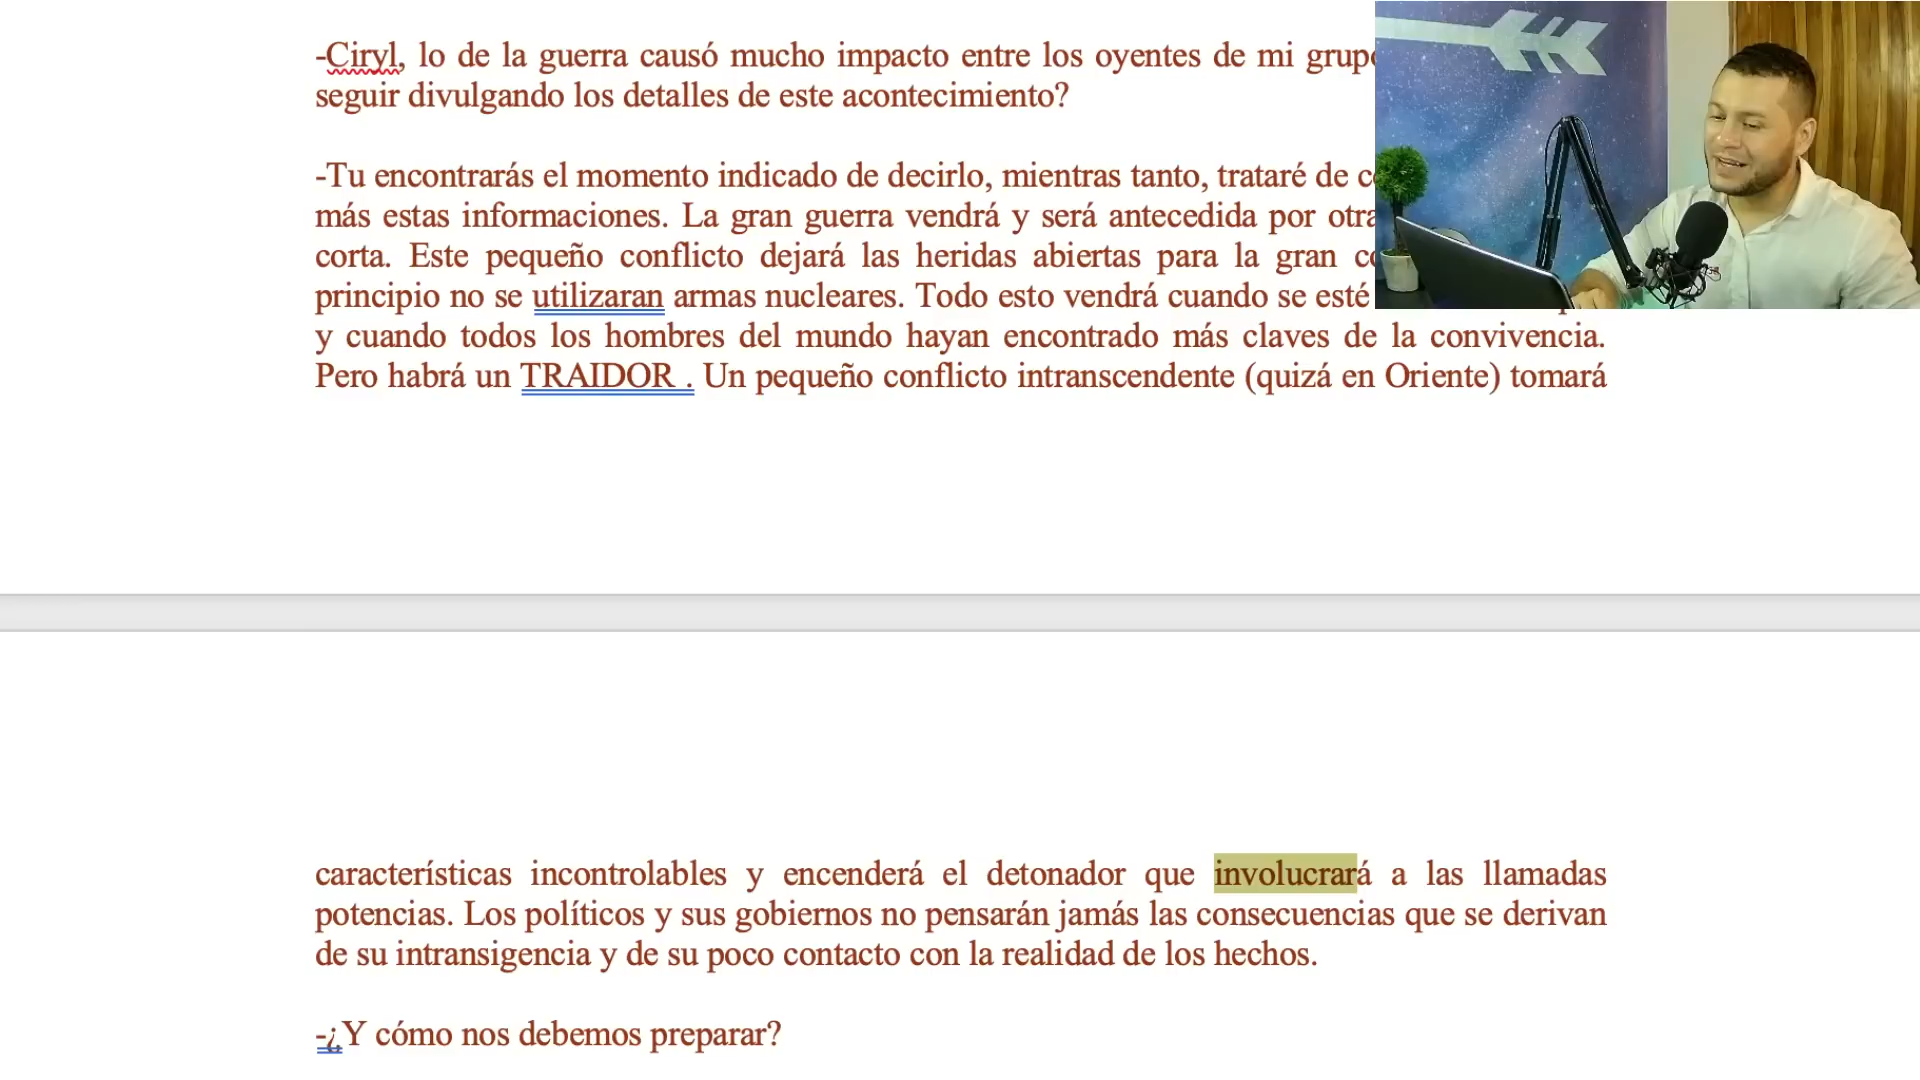 -Ciryl, lo de la guerra causó mucho impacto entre los oyentes de mi
seguir divulgando los detalles de este acontecimiento?
-Tu encontrarás el momento indicado de decirlo, mientras tanto, trataré de
más estas informaciones. La gran guerra vendrá y será antecedida por
corta. Este pequeño conflicto dejará las heridas abiertas para la gran
principio no se utilizaran armas nucleares. Todo esto vendrá cuando se esté
y cuando todos los hombres del mundo hayan encontrado más claves de la convivencia.
Pero habrá un TRAIDOR . Un pequeño conflicto intranscendente (quizá en Oriente) tomará
características incontrolables y encenderá el detonador que involucrará a las llamadas
potencias. Los políticos y sus gobiernos no pensarán jamás las consecuencias que se derivan
de su intransigencia y de su poco contacto con la realidad de los hechos.
-¿Y cómo nos debemos preparar?